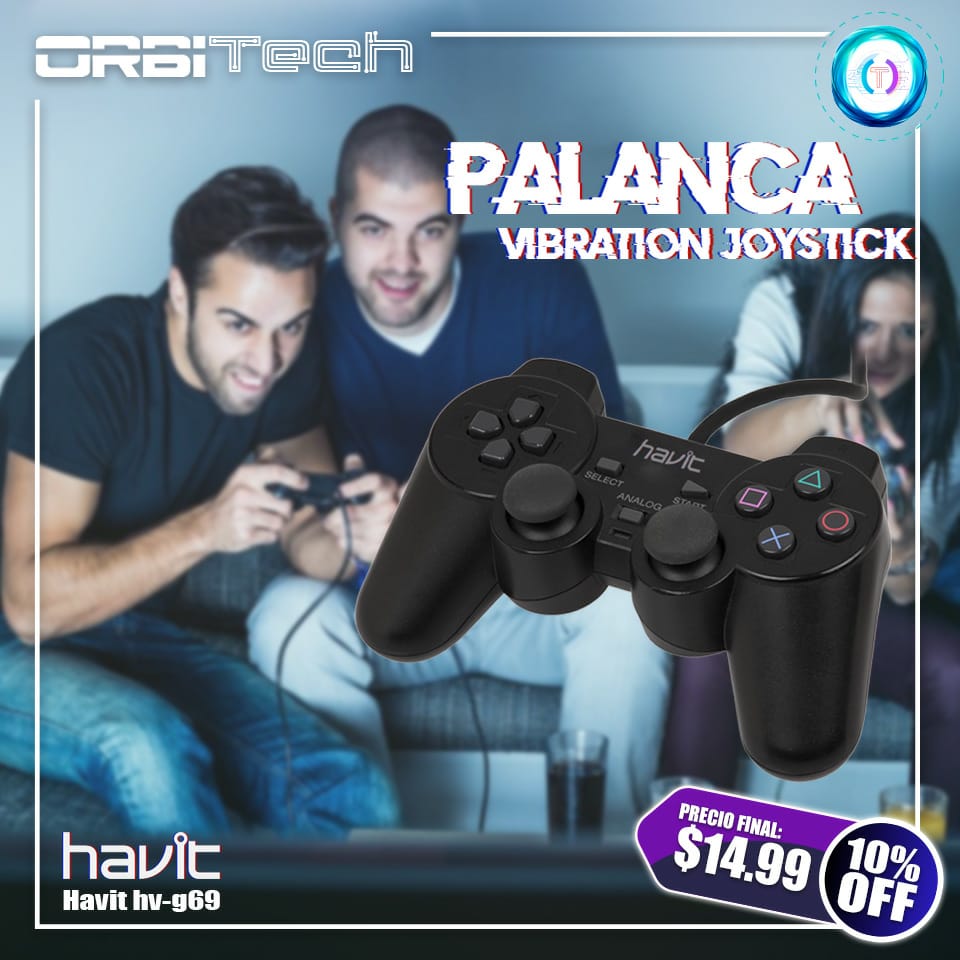 ORBITech
PALANCA
VIBRATION JOYSTICK
havit
SELECT
START
ANALOG
PRECIO FINAL:
$14.99
10%
OFF
havit
Havit hv-g69